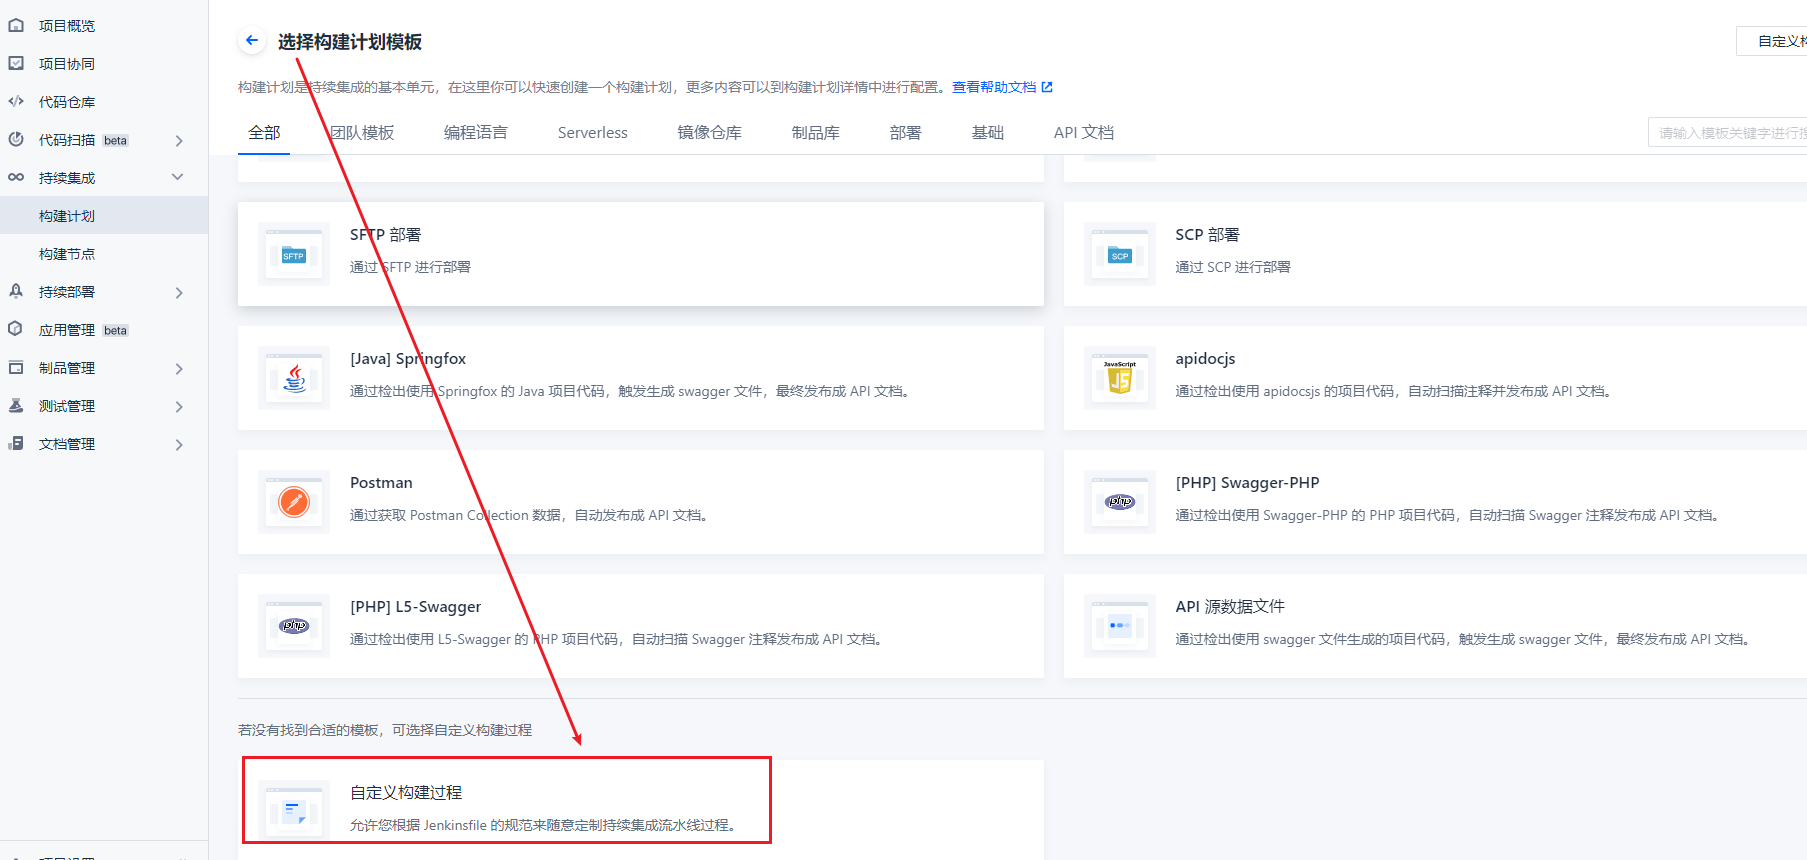 项目概览
项目协同
代码仓库
代码扫描 beta
持续集成
构建计划
构建节点
持续部署
应用管理 beta
制品管理
测试管理
文档管理
选择构建计划模板
构建计划是持续集成的基本单元，在这里你可以快速创建一个构建计划，更多内容可以到构建计划详情中进行配置。查看帮助文档
自定义
全部 团队模板 编程语言 Serverless 镜像仓库 制品库 部署 基础 API 文档
请输入模板关键字进行
SFTP 部署
通过 SFTP 进行部署
SFTP
SCP 部署
通过 SCP 进行部署
SCP
[Java] Springfox
通过检出使用 Springfox 的 Java 项目代码，触发生成 swagger 文件，最终发布成 API 文档。
apidocjs
通过检出使用 apidocsjs 的项目代码，自动扫描注释并发布成 API 文档。
JavaScript
JS
Postman
通过获取 Postman Collection 数据，自动发布成 API 文档。
[PHP] Swagger-PHP
通过检出使用 Swagger-PHP 的 PHP 项目代码，自动扫描 Swagger 注释发布成 API 文档。
php
[PHP] L5-Swagger
通过检出使用 L5-Swagger 的 PHP 项目代码，自动扫描 Swagger 注释发布成 API 文档。
php
API 源数据文件
通过检出使用 swagger 文件生成的项目代码，触发生成 swagger 文件，最终发布成 API 文档。
若没有找到合适的模板，可选择自定义构建过程
自定义构建过程
允许您根据 Jenkinsfile 的规范来随意定制持续集成流水线过程。